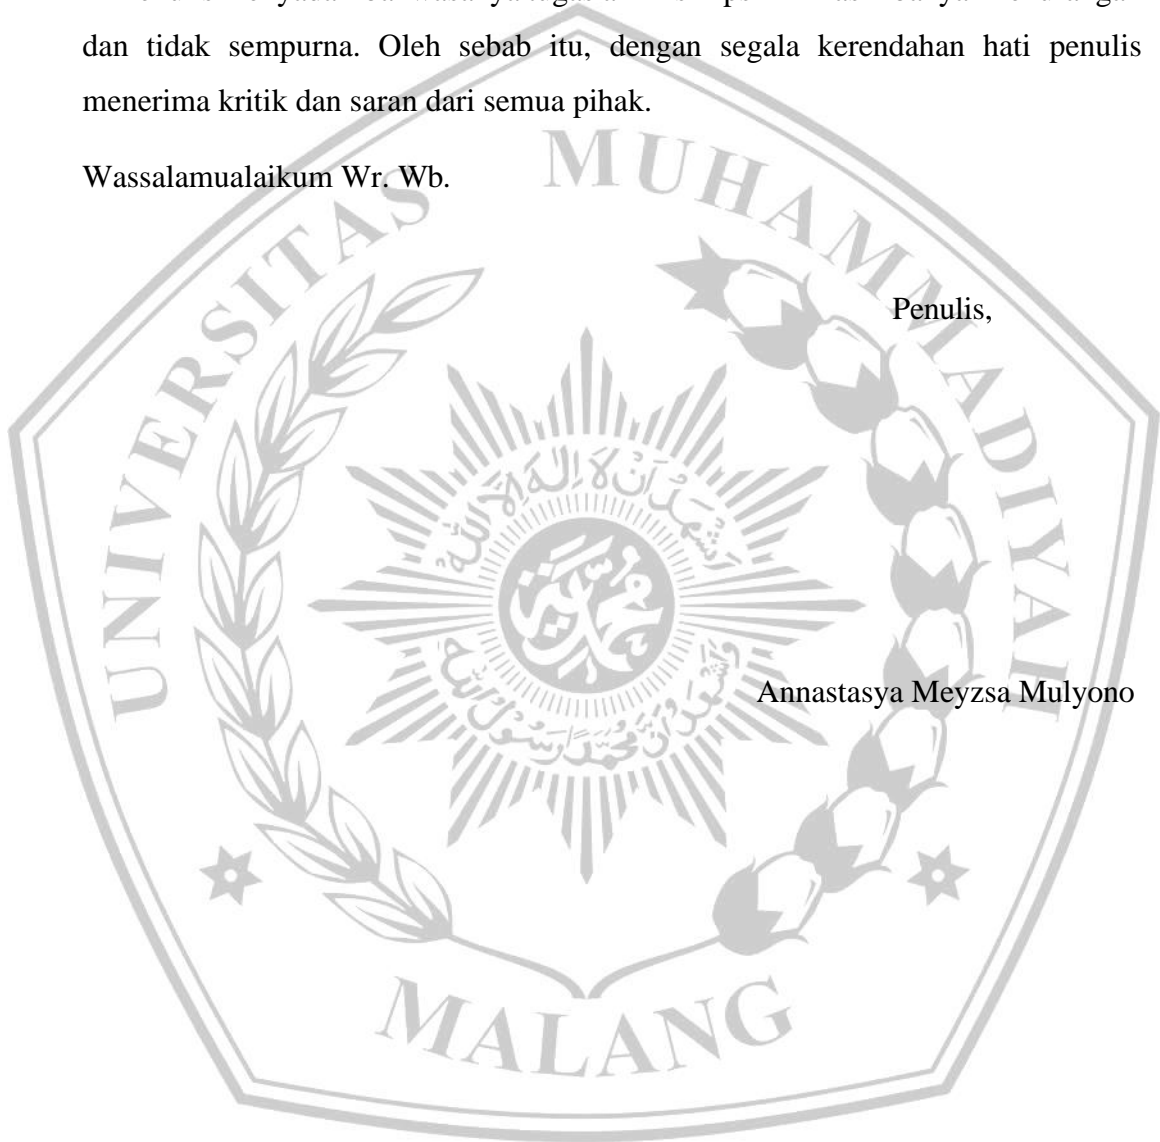 dan tidak sempurna. Oleh sebab itu, dengan segala kerendahan hati penulis
menerima kritik dan saran dari semua pihak.
Wassalamualaikum Wr. Wb.
UNIVERSITAS MUHAMMADIYAH
Penulis,
Annastasya Meyzsa Mulyono
MALANG